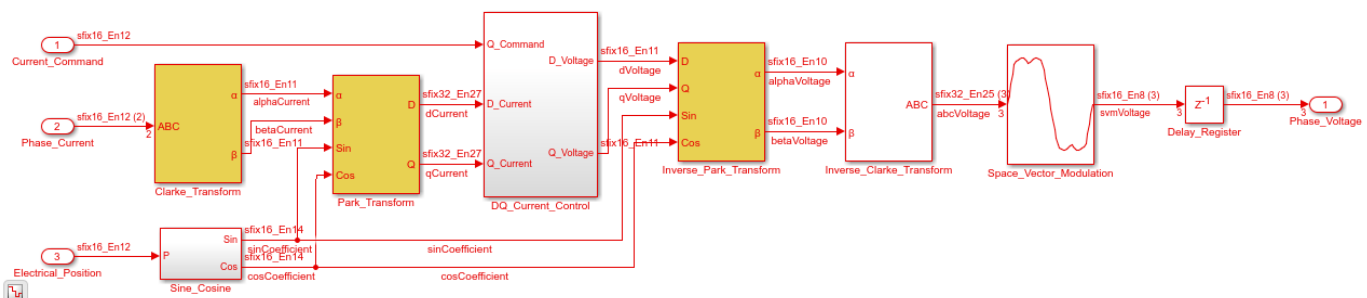 sfix16_En12
1
Current_Command
Q_Command
sfix16_En11
D_Voltage
dVoltage
D
α
sfix16_En10
alphaVoltage
α
ABC
sfix32_En25 (3)
abcVoltage
3
sfix16_En8 (3)
svmVoltage
3
Z-1
Delay_Register
sfix16_En8 (3)
3
1
Phase_Voltage
sfix16_En12 (2)
2
2
Phase_Current
ABC
α
β
Clarke_Transform
sfix16_En11
alphaCurrent
betaCurrent
sfix16_En11
α
β
Sin
Cos
D
Q
Park_Transform
sfix32_En27
dCurrent
sfix32_En27
qCurrent
D_Current
Q_Current
Q_Voltage
DQ_Current_Control
qVoltage
sfix16_En11
Q
Sin
Cos
β
Inverse_Park_Transform
sfix16_En10
betaVoltage
β
Inverse_Clarke_Transform
Space_Vector_Modulation
sfix16_En12
3
Electrical_Position
P
Sin
Cos
Sine_Cosine
sfix16_En14
sinCoefficient
sfix16_En14
cosCoefficient
sinCoefficient
cosCoefficient